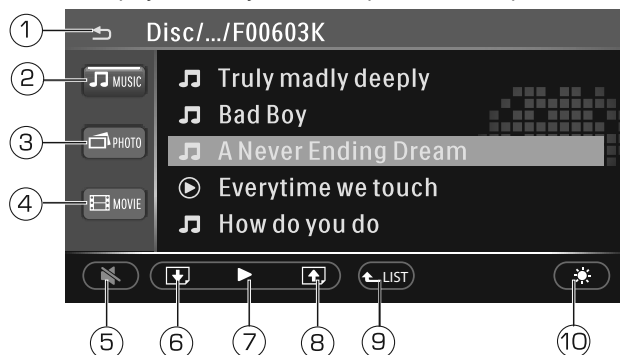 ① Disc/.../F00603K
② MUSIC
Truly madly deeply
Bad Boy
③ PHOTO
A Never Ending Dream
④ MOVIE
Everytime we touch
How do you do
LIST
⑤ ⑥ ⑦ ⑧ ⑨ ⑩